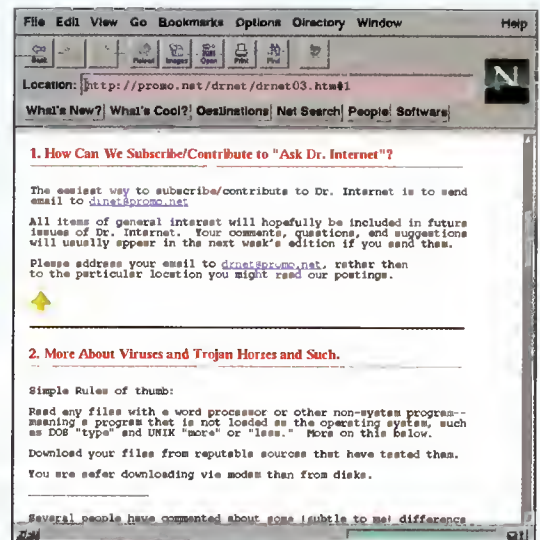 File Edit View Go Bookmarks Options Directory Window Help
Back Reload Images Open Print Find
Location: http://promo.net/drnet/drnet03.htm#1
What's New? What's Cool? Destinations Net Search People Software
N
1. How Can We Subscribe/Contribute to "Ask Dr. Internet"?
The easiest way to subscribe/contribute to Dr. Internet is to send
email to drnet@promo.net
All items of general interest will hopefully be included in future
issues of Dr. Internet. Your comments, questions, and suggestions
will usually appear in the next week's edition if you send them.
Please address your email to drnet@promo.net, rather then
to the particular location you might read our postings.
2. More About Viruses and Trojan Horses and Such.
Simple Rules of thumb:
Read any files with a word processor or other non-system program--
meaning a program that is not loaded as the operating system, such
as DOS "type" and UNIX "more" or "less." More on this below.
Download your files from reputable sources that have tested them.
You are safer downloading via modem than from disks.
Several people have commented about some (subtle to me) difference